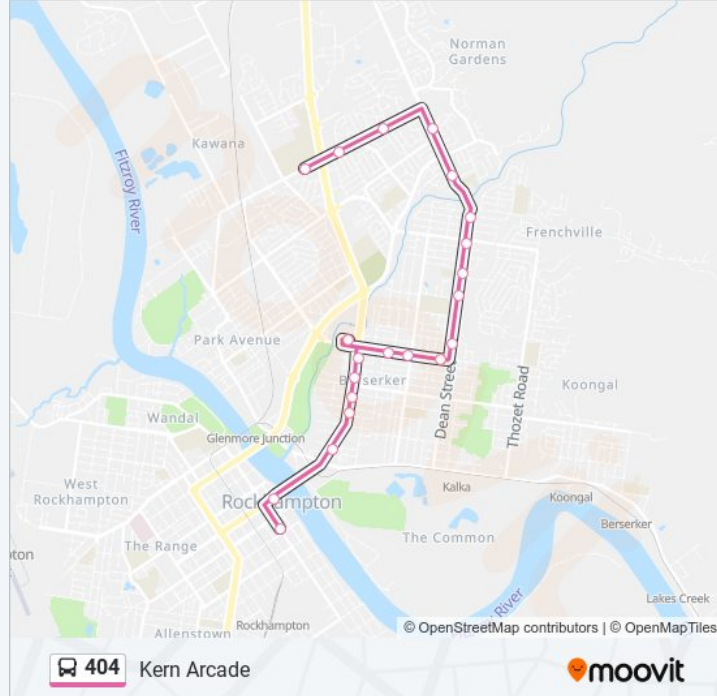 Norman
Gardens
Kawana
Fitzroy River
Frenchville
Park Avenue
Berserker
Koongal
Dean Street
Thozet Road
Wandal
Glenmore Junction
West
Rockhampton
Kalka
Rockhampton
Koongal
Berserker
The Range
The Common
Lakes Creek
Rockhampton
River
Allenstown
© OpenStreetMap contributors | © OpenMapTiles
404 Kern Arcade
moovit